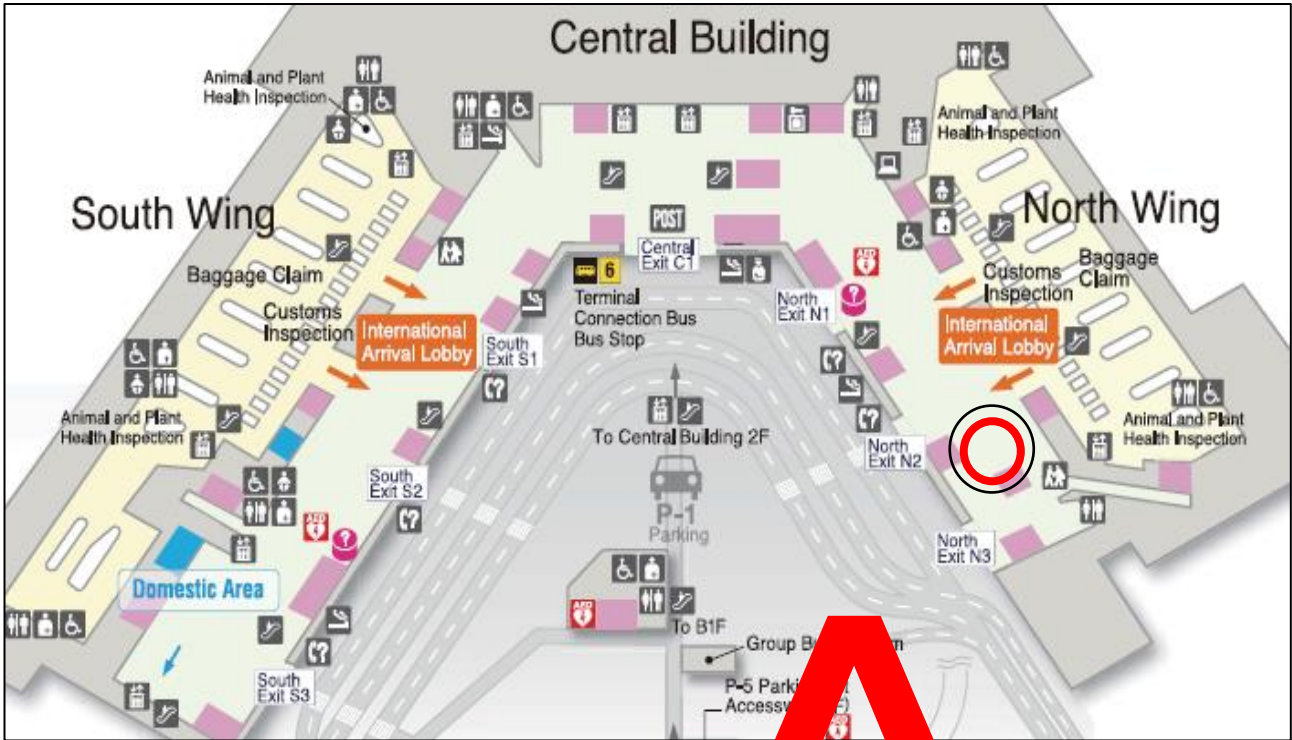 Central Building
Animal and Plant
Health Inspection
Animal and Plant
Health Inspection
South Wing
North Wing
POST
Central
Exit C1
AED
Baggage Claim
6
Terminal
Connection Bus
Bus Stop
North
Exit N1
Customs
Inspection
Baggage
Claim
Customs
Inspection
International
Arrival Lobby
South
Exit S1
International
Arrival Lobby
Animal and Plant
Health Inspection
To Central Building 2F
North
Exit N2
Animal and Plant
Health Inspection
South
Exit S2
P-1
Parking
AED
North
Exit N3
Domestic Area
AED
To B1F
Group B
South
Exit S3
P-5 Park